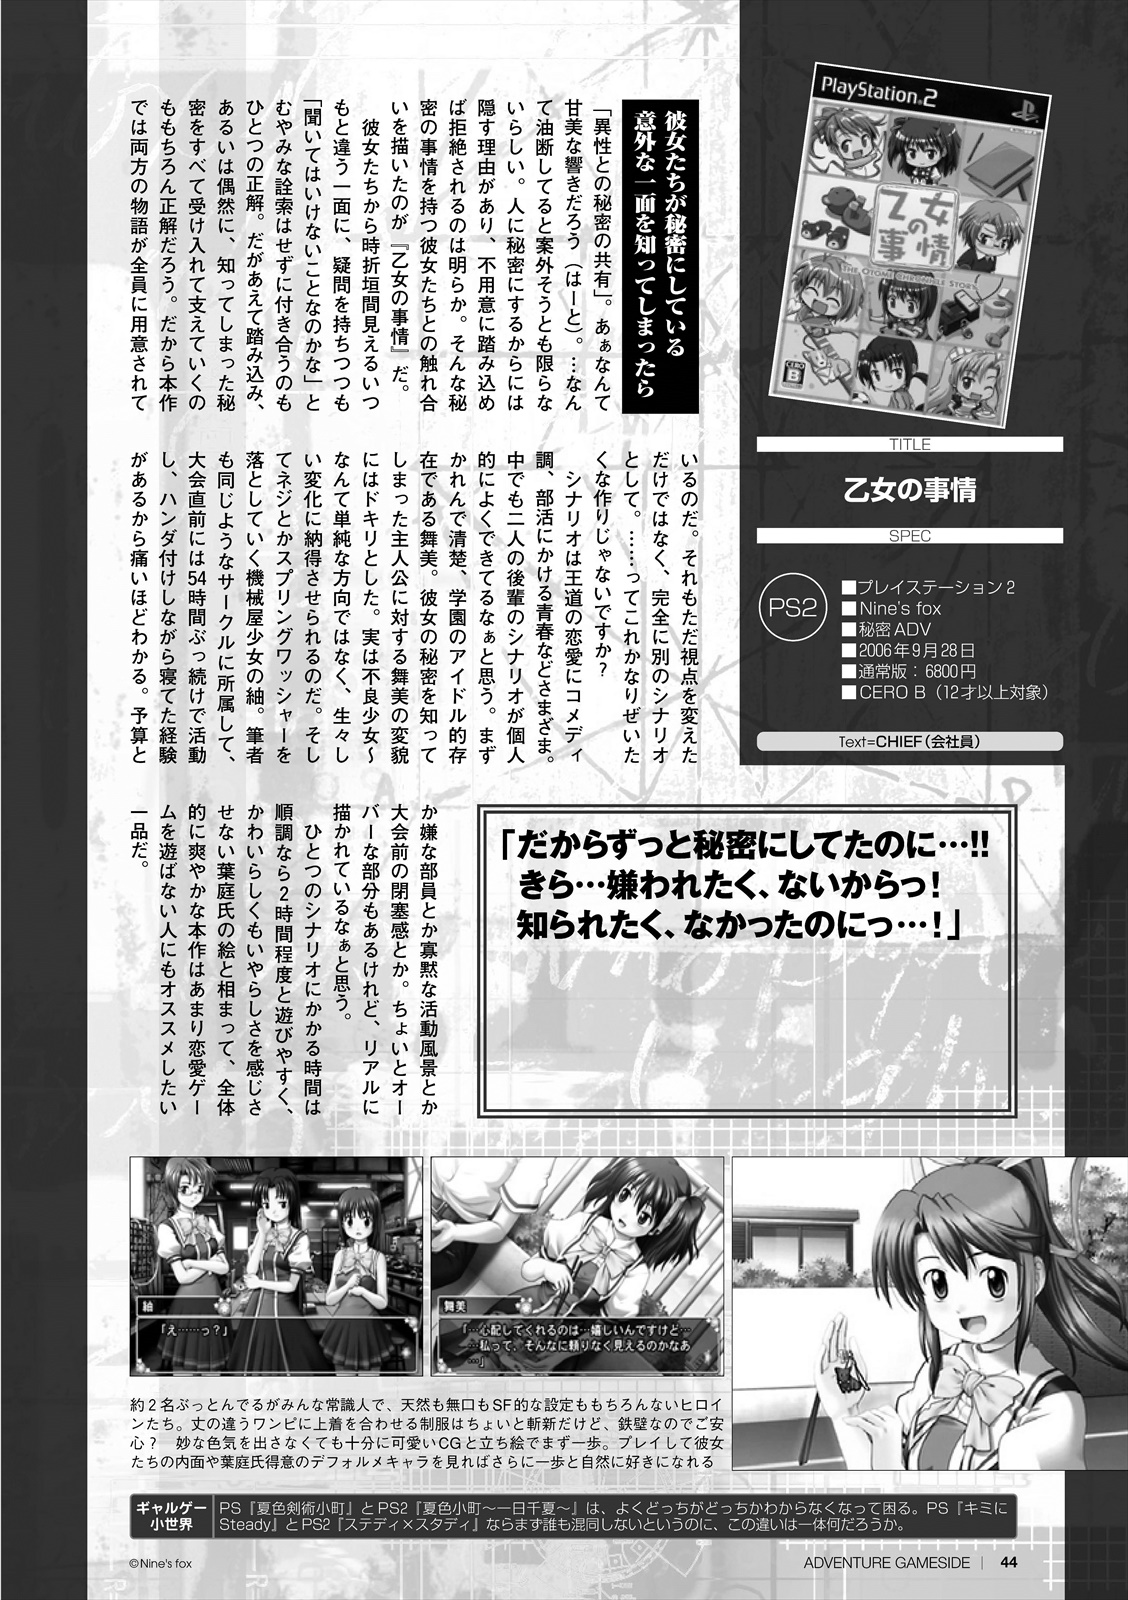 彼女たちが秘密にしている
意外な一面を知ってしまったら
「異性との秘密の共有」。あぁなんて
甘美な響きだろう（はーと）。…なん
て油断してると案外そうとも限らな
いらしい。人に秘密にするからには
隠す理由があり、不用意に踏み込め
ば拒絶されるのは明らか。そんな秘
密の事情を持つ彼女たちとの触れ合
いを描いたのが『乙女の事情』だ。
彼女たちから時折垣間見えるいつ
もと違う一面に、疑問を持ちつつも
「聞いてはいけないことなのかな」と
むやみな詮索はせずに付き合うのも
ひとつの正解。だがあえて踏み込み、
あるいは偶然に、知ってしまった秘
密をすべて受け入れて支えていくの
ももちろん正解だろう。だから本作
では両方の物語が全員に用意されて
いるのだ。それもただ視点を変えた
だけではなく、完全に別のシナリオ
として。……ってこれかなりぜいた
くな作りじゃないですか？
シナリオは王道の恋愛にコメディ
調、部活にかける青春などさまざま。
中でも二人の後輩のシナリオが個人
的によくできてるなぁと思う。まず
かれんで清楚、学園のアイドル的存
在である舞美。彼女の秘密を知って
しまった主人公に対する舞美の変貌
にはドキリとした。実は不良少女〜
なんて単純な方向ではなく、生々し
い変化に納得させられるのだ。そし
てネジとかスプリングワッシャーを
落としていく機械屋少女の紬。筆者
も同じようなサークルに所属して、
大会直前には54時間ぶっ続けで活動
し、ハンダ付けしながら寝てた経験
があるから痛いほどわかる。予算と
か嫌な部員とか寡黙な活動風景とか
大会前の閉塞感とか。ちょいとオー
バーな部分もあるけれど、リアルに
描かれているなぁと思う。
ひとつのシナリオにかかる時間は
順調なら2時間程度と遊びやすく、
かわいらしくもいやらしさを感じさ
せない葉庭氏の絵と相まって、全体
的に爽やかな本作はあまり恋愛ゲー
ムを遊ばない人にもオススメしたい
一品だ。
PlayStation 2
乙女の事情
THE OTOME CHRONICLE STORY
CERO
B
TITLE
乙女の事情
SPEC
PS2
■プレイステーション2
■Nine's fox
■秘密ADV
■2006年9月28日
■通常版：6800円
■CERO B（12才以上対象）
Text=CHIEF（会社員）
「だからずっと秘密にしてたのに…!!
きら…嫌われたく、ないからっ！
知られたく、なかったのにっ…！」
紬
「え……っ？」
舞美
「…心配してくれるのは…嬉しいんですけど…
…私って、そんなに頼りなく見えるのかなぁ
…」
約2名ぶっとんでるがみんな常識人で、天然も無口もSF的な設定ももちろんないヒロイ
ンたち。丈の違うワンピに上着を合わせる制服はちょいと斬新だけど、鉄壁なのでご安
心？　妙な色気を出さなくても十分に可愛いCGと立ち絵でまず一歩。プレイして彼女
たちの内面や葉庭氏得意のデフォルメキャラを見ればさらに一歩と自然に好きになれる
ギャルゲー
小世界
PS『夏色剣術小町』とPS2『夏色小町〜一日千夏〜』は、よくどっちがどっちかわからなくなって困る。PS『キミに
Steady』とPS2『ステディ×スタディ』ならまず誰も混同しないというのに、この違いは一体何だろうか。
©Nine's fox
ADVENTURE GAMESIDE | 44